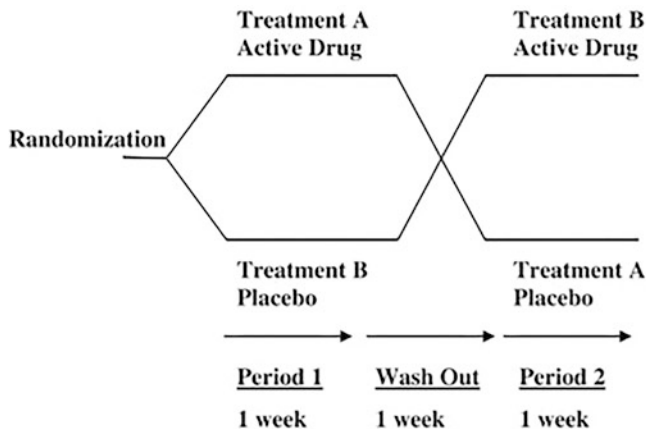 Treatment A
Active Drug
Treatment B
Active Drug
Randomization
Treatment B
Placebo
Treatment A
Placebo
Period 1
Wash Out
Period 2
1 week
1 week
1 week